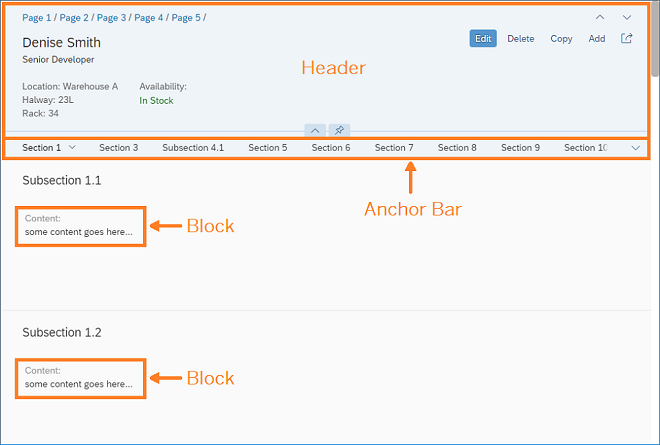 Page 1 / Page 2 / Page 3 / Page 4 / Page 5 /
Denise Smith
Edit Delete Copy Add
Senior Developer
Header
Location: Warehouse A Availability:
Halway: 23L In Stock
Rack: 34
Section 1 Section 3 Subsection 4.1 Section 5 Section 6 Section 7 Section 8 Section 9 Section 10
Subsection 1.1
Anchor Bar
Content:
some content goes here...
Block
Subsection 1.2
Content:
some content goes here...
Block